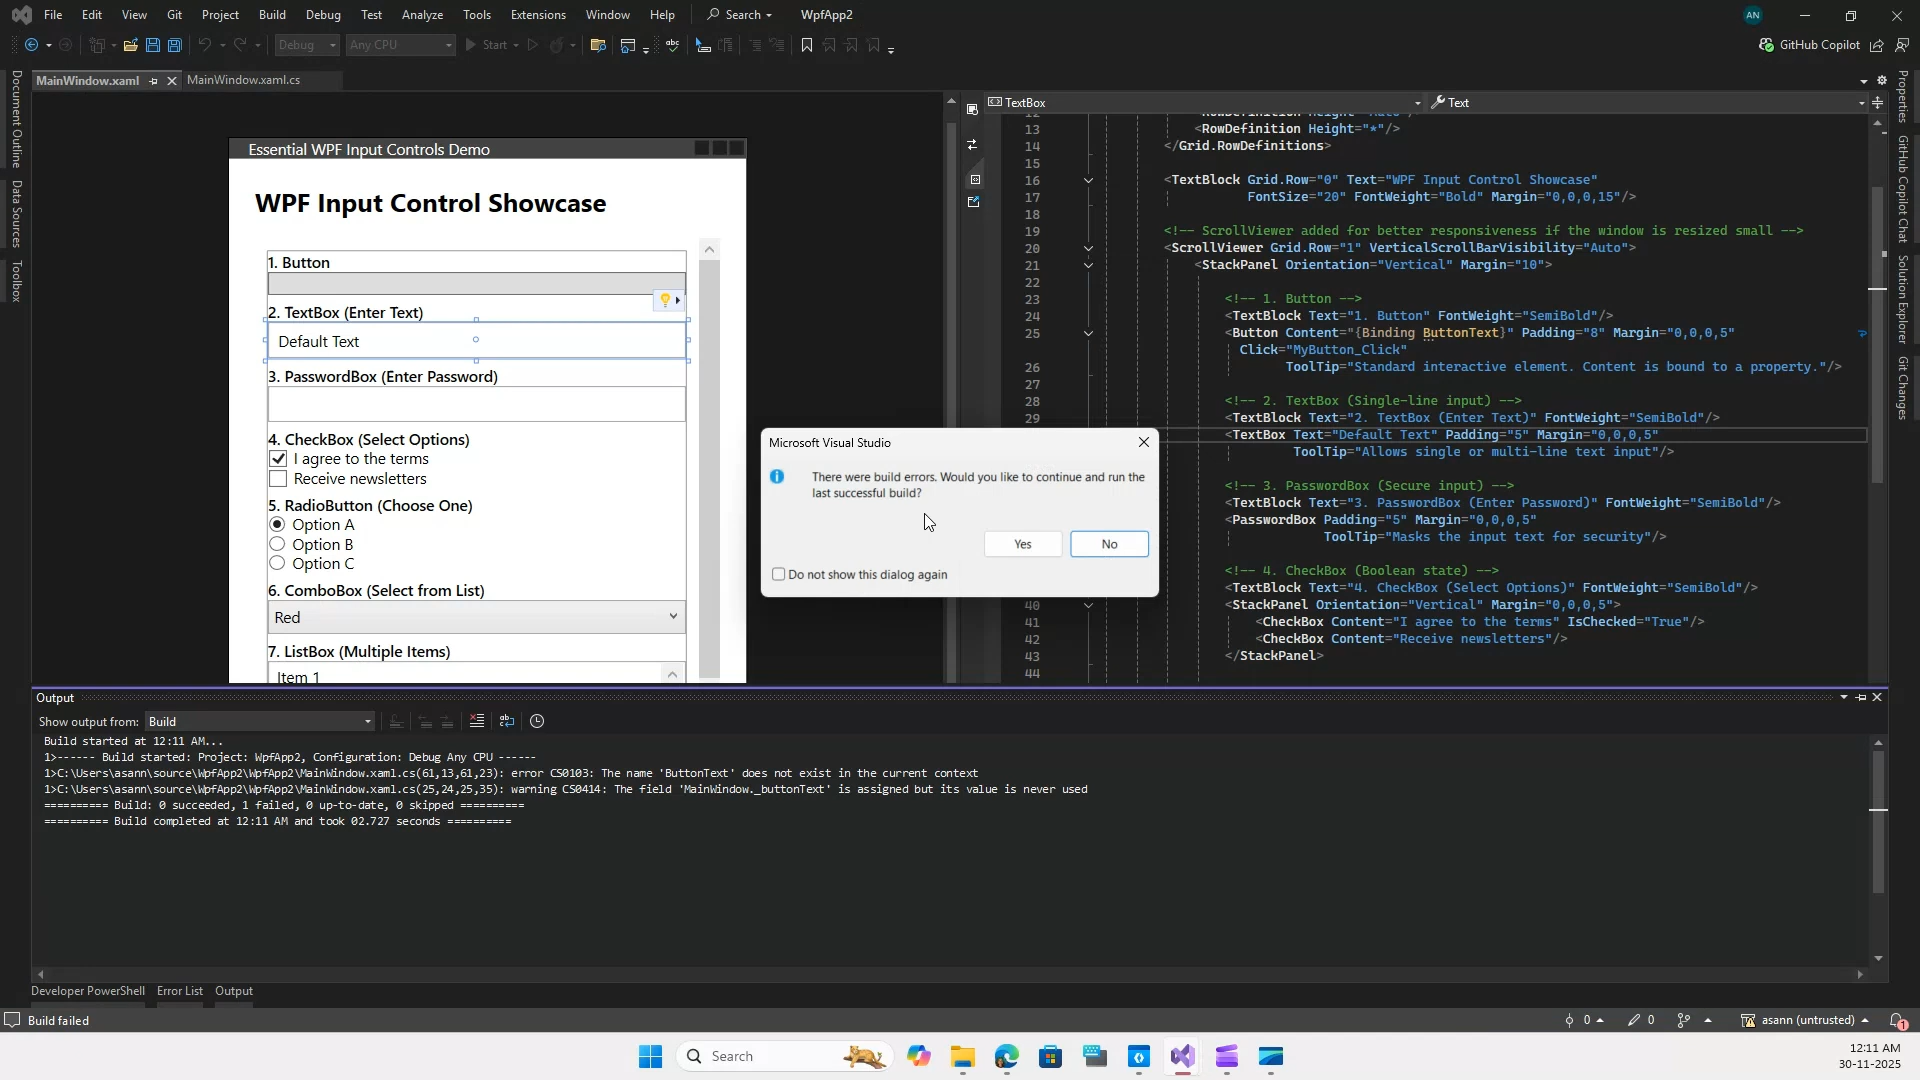 File Edit View Git Project Build Debug Test Analyze Tools Extensions Window Help Search WpfApp2 AN
Debug Any CPU Start GitHub Copilot
MainWindow.xaml MainWindow.xaml.cs
Document Outline
Data Sources
Toolbox
Essential WPF Input Controls Demo
WPF Input Control Showcase
1. Button
2. TextBox (Enter Text)
Default Text
3. PasswordBox (Enter Password)
4. CheckBox (Select Options)
I agree to the terms
Receive newsletters
5. RadioButton (Choose One)
Option A
Option B
Option C
6. ComboBox (Select from List)
Red
7. ListBox (Multiple Items)
Item 1
TextBox Text
13 <RowDefinition Height="*"/>
14 </Grid.RowDefinitions>
15
16 <TextBlock Grid.Row="0" Text="WPF Input Control Showcase"
17 FontSize="20" FontWeight="Bold" Margin="0,0,0,15"/>
18
19 <!-- ScrollViewer added for better responsiveness if the window is resized small -->
20 <ScrollViewer Grid.Row="1" VerticalScrollBarVisibility="Auto">
21 <StackPanel Orientation="Vertical" Margin="10">
22
23 <!-- 1. Button -->
24 <TextBlock Text="1. Button" FontWeight="SemiBold"/>
25 <Button Content="{Binding ButtonText}" Padding="8" Margin="0,0,0,5"
Click="MyButton_Click"
26 ToolTip="Standard interactive element. Content is bound to a property."/>
27
28 <!-- 2. TextBox (Single-line input) -->
29 <TextBlock Text="2. TextBox (Enter Text)" FontWeight="SemiBold"/>
<TextBox Text="Default Text" Padding="5" Margin="0,0,0,5"
ToolTip="Allows single or multi-line text input"/>
<!-- 3. PasswordBox (Secure input) -->
<TextBlock Text="3. PasswordBox (Enter Password)" FontWeight="SemiBold"/>
<PasswordBox Padding="5" Margin="0,0,0,5"
ToolTip="Masks the input text for security"/>
<!-- 4. CheckBox (Boolean state) -->
<TextBlock Text="4. CheckBox (Select Options)" FontWeight="SemiBold"/>
40 <StackPanel Orientation="Vertical" Margin="0,0,0,5">
41 <CheckBox Content="I agree to the terms" IsChecked="True"/>
42 <CheckBox Content="Receive newsletters"/>
43 </StackPanel>
44
Properties
GitHub Copilot Chat
Solution Explorer
Git Changes
Microsoft Visual Studio
There were build errors. Would you like to continue and run the
last successful build?
Yes No
Do not show this dialog again
Output
Show output from: Build
Build started at 12:11 AM...
1>------ Build started: Project: WpfApp2, Configuration: Debug Any CPU ------
1>C:\Users\asann\source\WpfApp2\WpfApp2\MainWindow.xaml.cs(61,13,61,23): error CS0103: The name 'ButtonText' does not exist in the current context
1>C:\Users\asann\source\WpfApp2\WpfApp2\MainWindow.xaml.cs(25,24,25,35): warning CS0414: The field 'MainWindow._buttonText' is assigned but its value is never used
========== Build: 0 succeeded, 1 failed, 0 up-to-date, 0 skipped ==========
========== Build completed at 12:11 AM and took 02.727 seconds ==========
Developer PowerShell Error List Output
Build failed 0 0 asann (untrusted) 1
Search
12:11 AM
30-11-2025